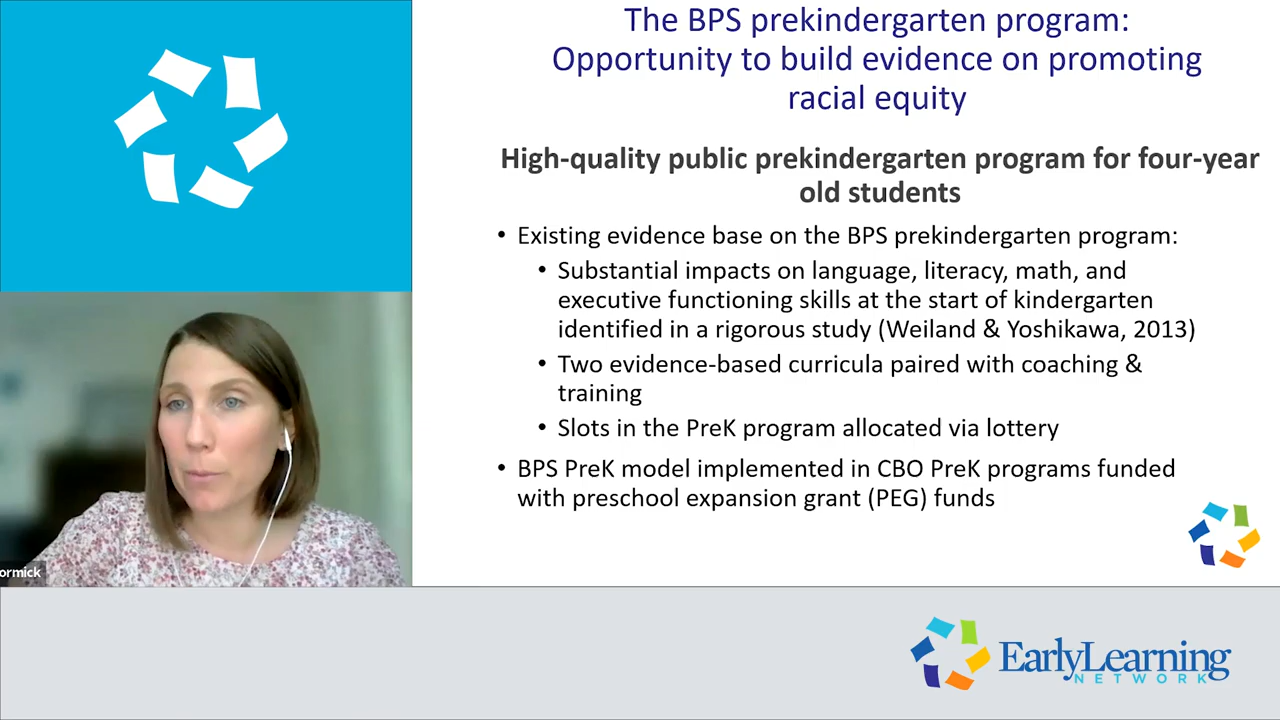 The BPS prekindergarten program:
Opportunity to build evidence on promoting
racial equity
High-quality public prekindergarten program for four-year
old students
• Existing evidence base on the BPS prekindergarten program:
• Substantial impacts on language, literacy, math, and
executive functioning skills at the start of kindergarten
identified in a rigorous study (Weiland & Yoshikawa, 2013)
• Two evidence-based curricula paired with coaching &
training
• Slots in the PreK program allocated via lottery
• BPS PreK model implemented in CBO PreK programs funded
with preschool expansion grant (PEG) funds
ormick
EarlyLearning
NETWORK